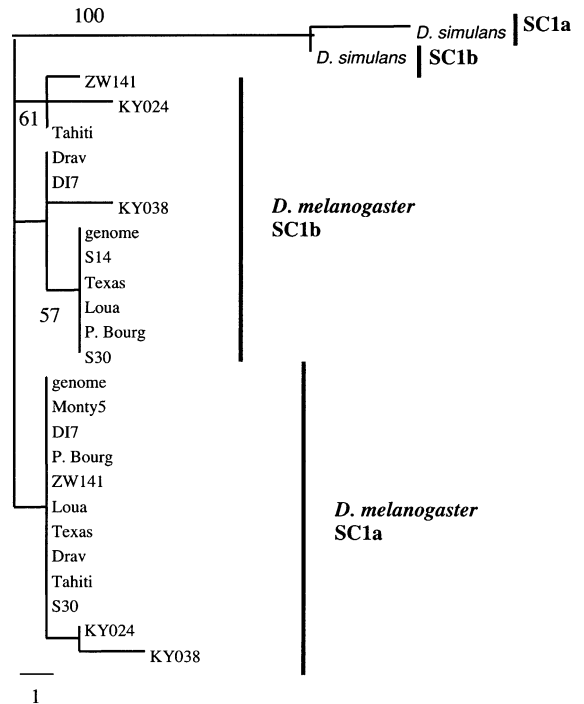 100
D. simulans SC1a
D. simulans SC1b
ZW141
KY024
61
Tahiti
Drav
DI7
KY038
D. melanogaster
SC1b
genome
S14
Texas
Loua
57
P. Bourg
S30
genome
Monty5
DI7
P. Bourg
ZW141
Loua
D. melanogaster
SC1a
Texas
Drav
Tahiti
S30
KY024
KY038
1